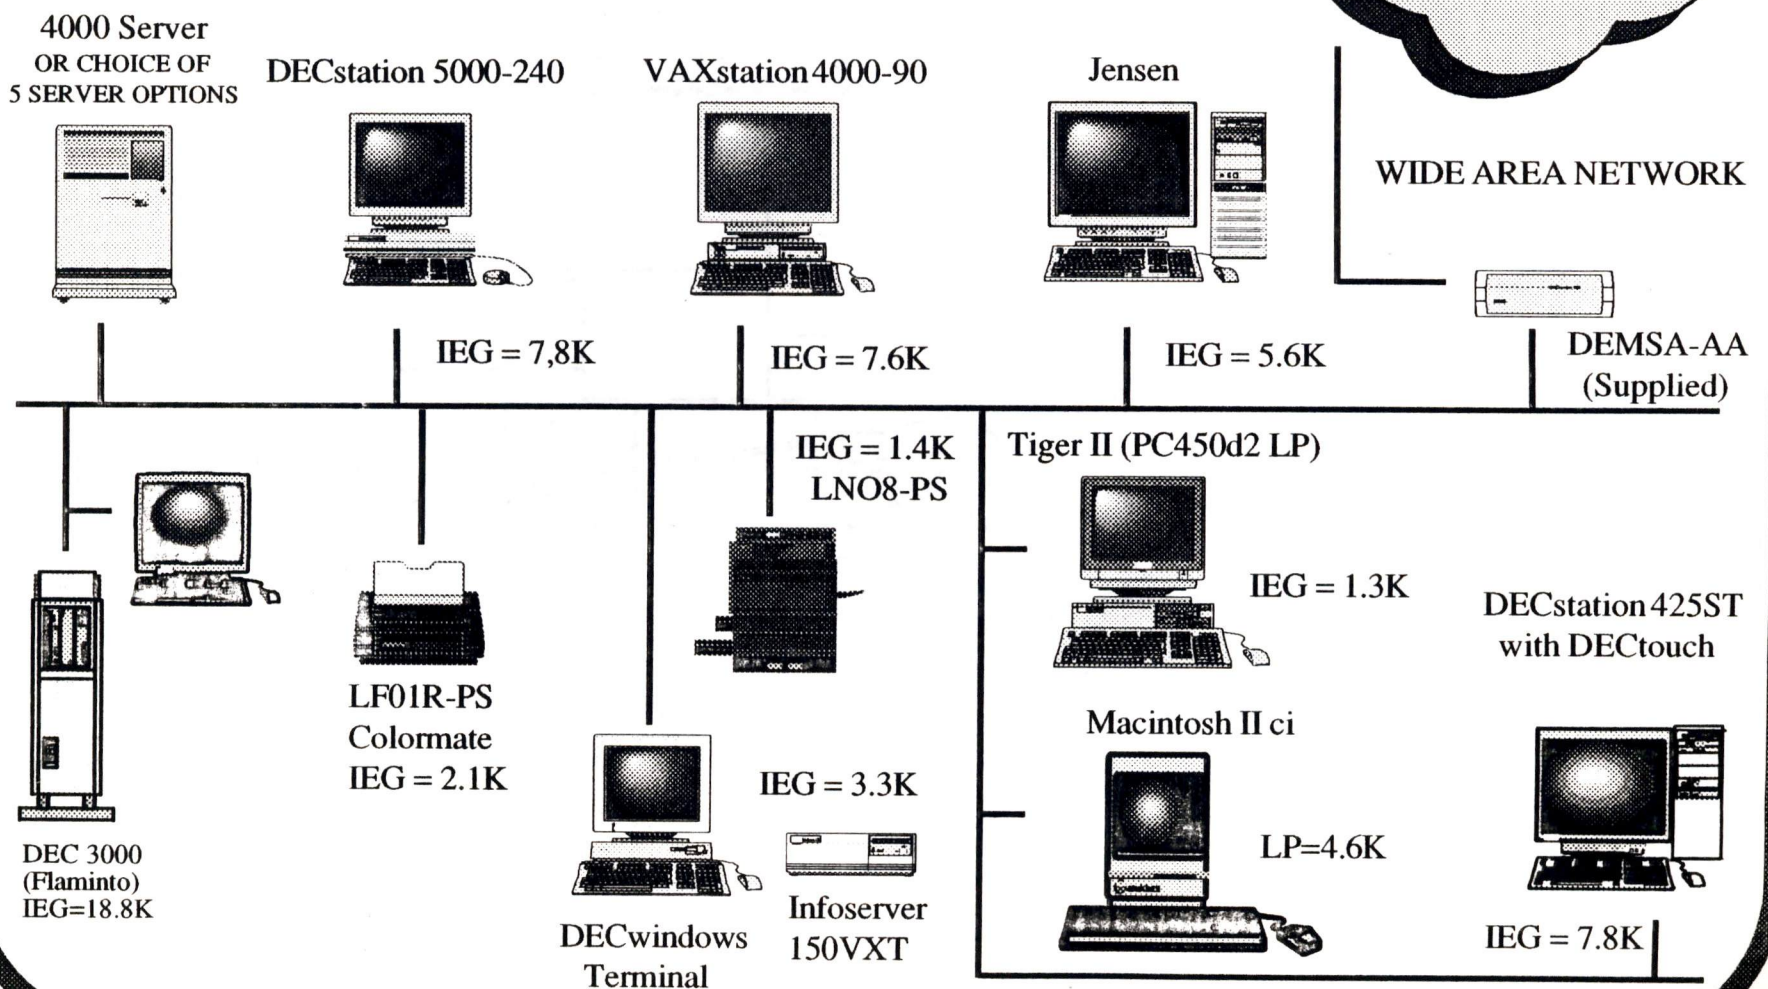 4000 Server
OR CHOICE OF
5 SERVER OPTIONS
DECstation 5000-240
VAXstation 4000-90
Jensen
WIDE AREA NETWORK
IEG = 7,8K
IEG = 7.6K
IEG = 5.6K
DEMSA-AA
(Supplied)
IEG = 1.4K
LNO8-PS
Tiger II (PC450d2 LP)
IEG = 1.3K
DECstation 425ST
with DECtouch
LF01R-PS
Colormate
IEG = 2.1K
Macintosh II ci
IEG = 3.3K
LP=4.6K
DEC 3000
(Flaminto)
IEG=18.8K
Infoserver
150VXT
DECwindows
Terminal
IEG = 7.8K